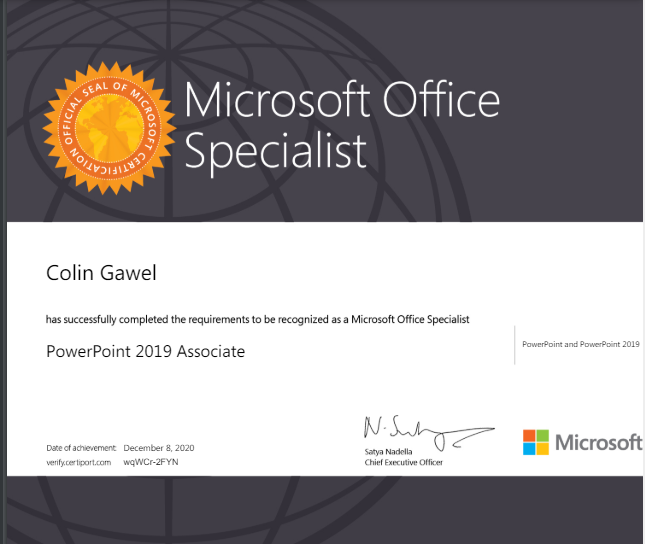 OFFICIAL SEAL OF MICROSOFT CERTIFICATION
Microsoft Office
Specialist
Colin Gawel
has successfully completed the requirements to be recognized as a Microsoft Office Specialist
PowerPoint 2019 Associate
PowerPoint and PowerPoint 2019
Date of achievement: December 8, 2020
verify.certiport.com wqWCr-2FYN
Satya Nadella
Chief Executive Officer
Microsoft